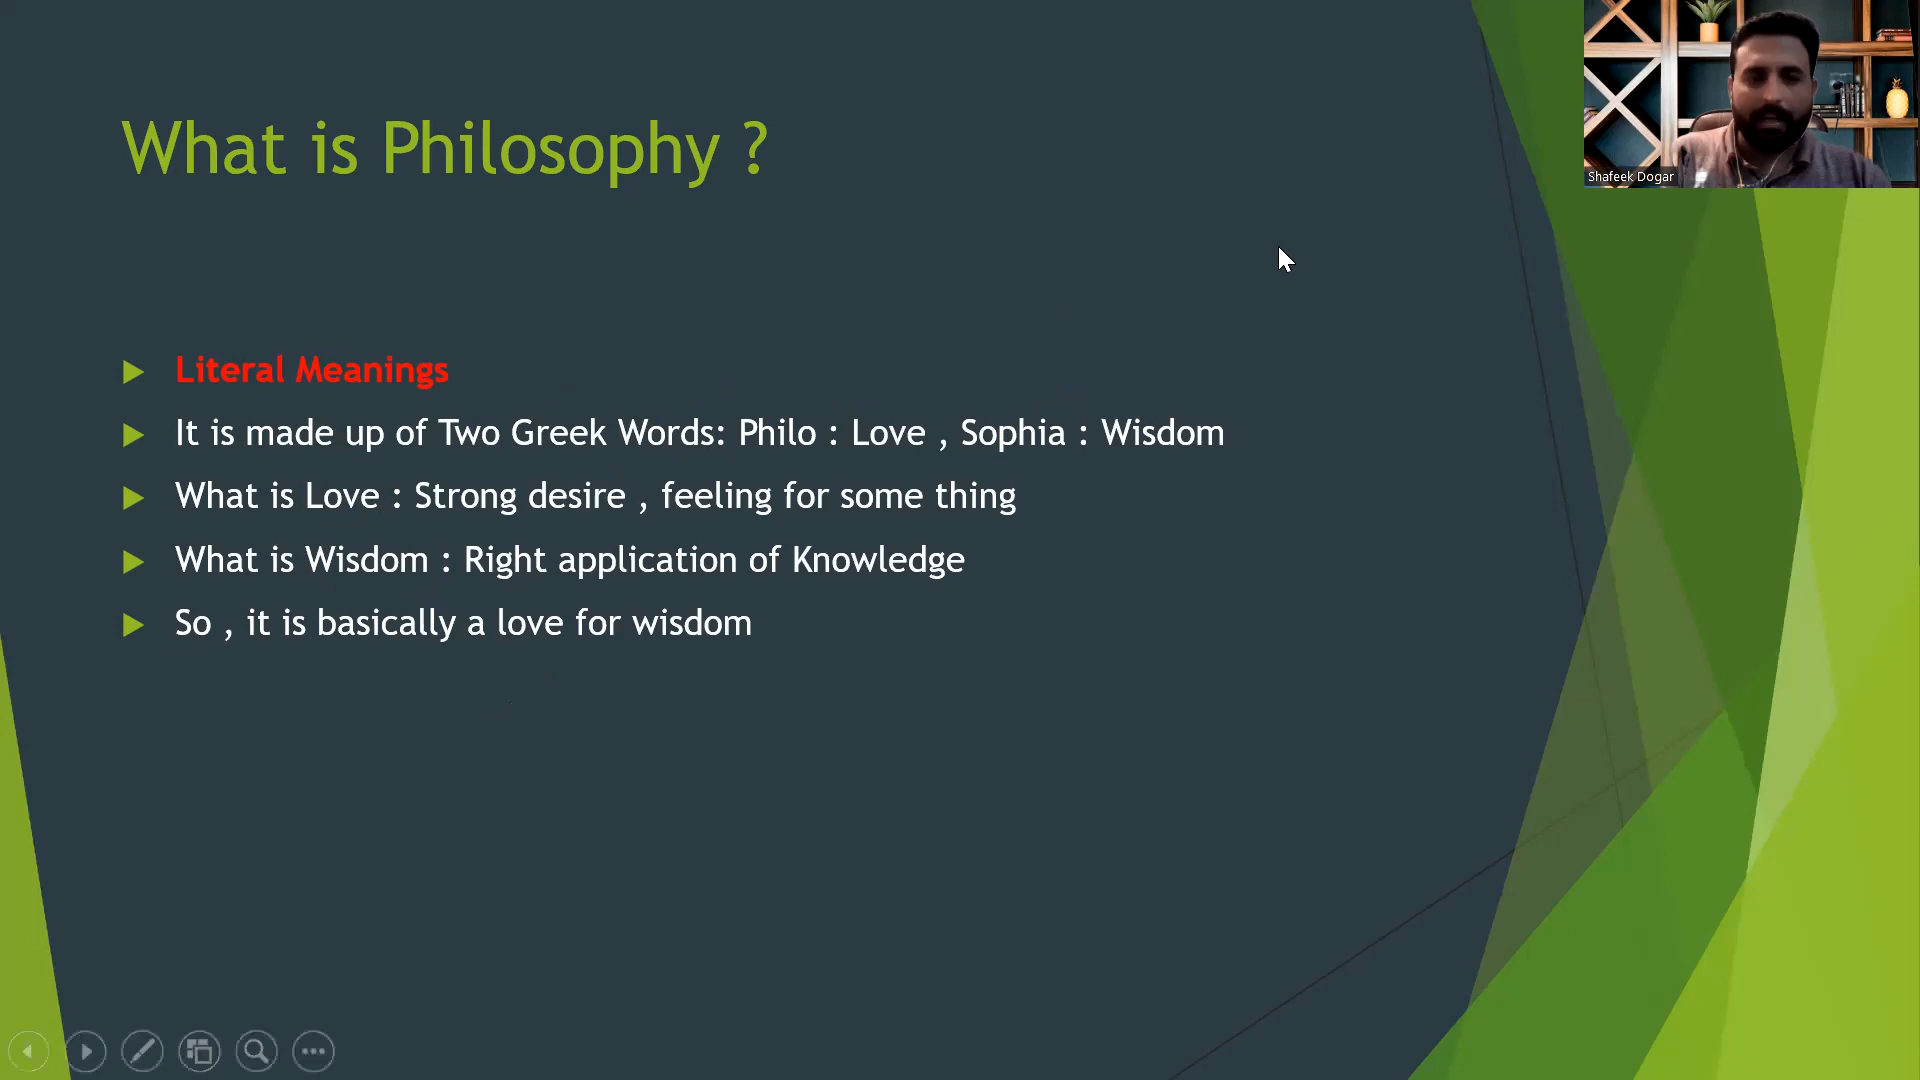 What is Philosophy ?
Shafeek Dogar
Literal Meanings
It is made up of Two Greek Words: Philo : Love , Sophia : Wisdom
What is Love : Strong desire , feeling for some thing
What is Wisdom : Right application of Knowledge
So , it is basically a love for wisdom